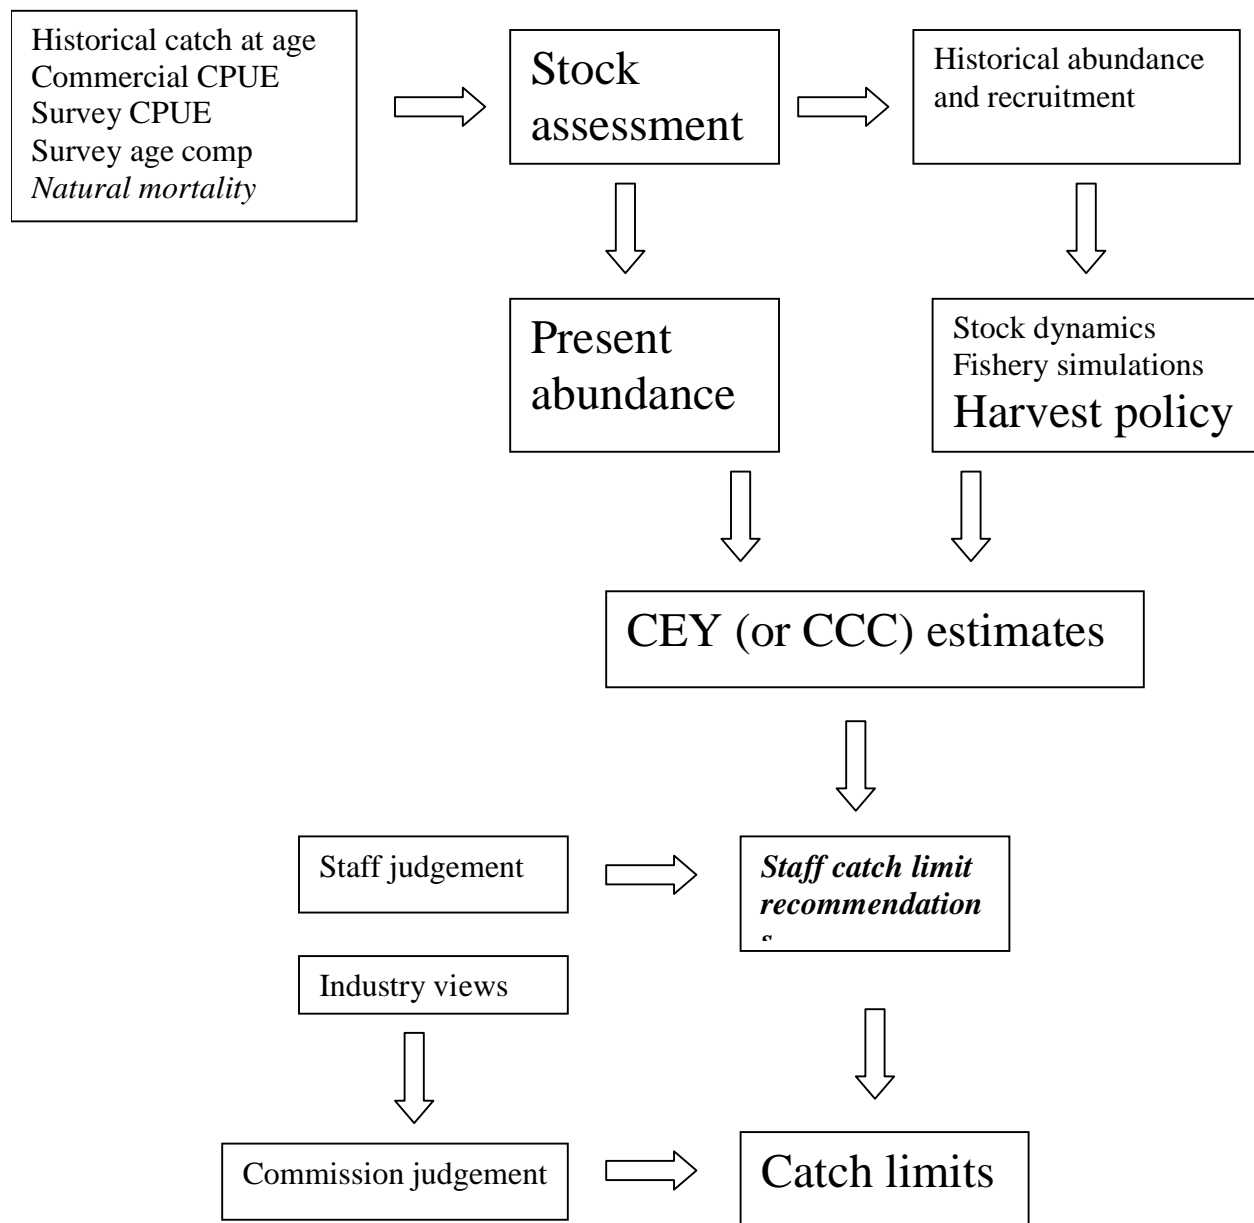 Historical catch at age
Commercial CPUE
Survey CPUE
Survey age comp
Natural mortality
Stock
assessment
Historical abundance
and recruitment
Present
abundance
Stock dynamics
Fishery simulations
Harvest policy
CEY (or CCC) estimates
Staff judgement
Staff catch limit
recommendation
s
Industry views
Commission judgement
Catch limits